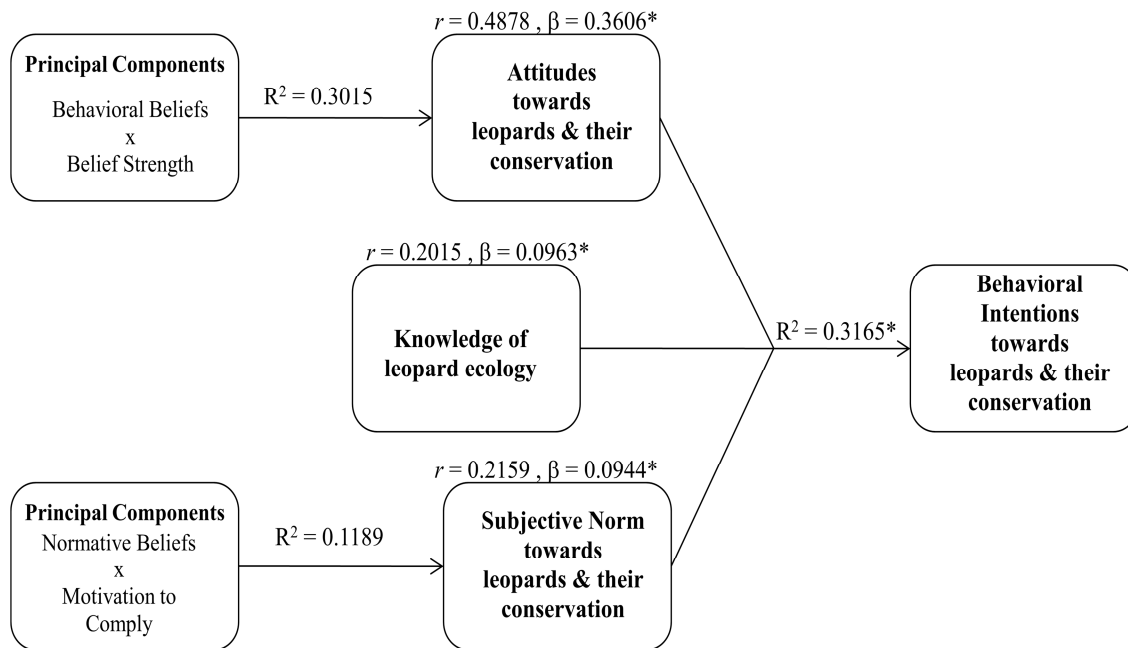 r = 0.4878 , β = 0.3606*
Principal Components
Behavioral Beliefs
x
Belief Strength
R² = 0.3015
Attitudes
towards
leopards & their
conservation
r = 0.2015 , β = 0.0963*
Knowledge of
leopard ecology
R² = 0.3165*
Behavioral
Intentions
towards
leopards & their
conservation
r = 0.2159 , β = 0.0944*
Principal Components
Normative Beliefs
x
Motivation to
Comply
R² = 0.1189
Subjective Norm
towards
leopards & their
conservation